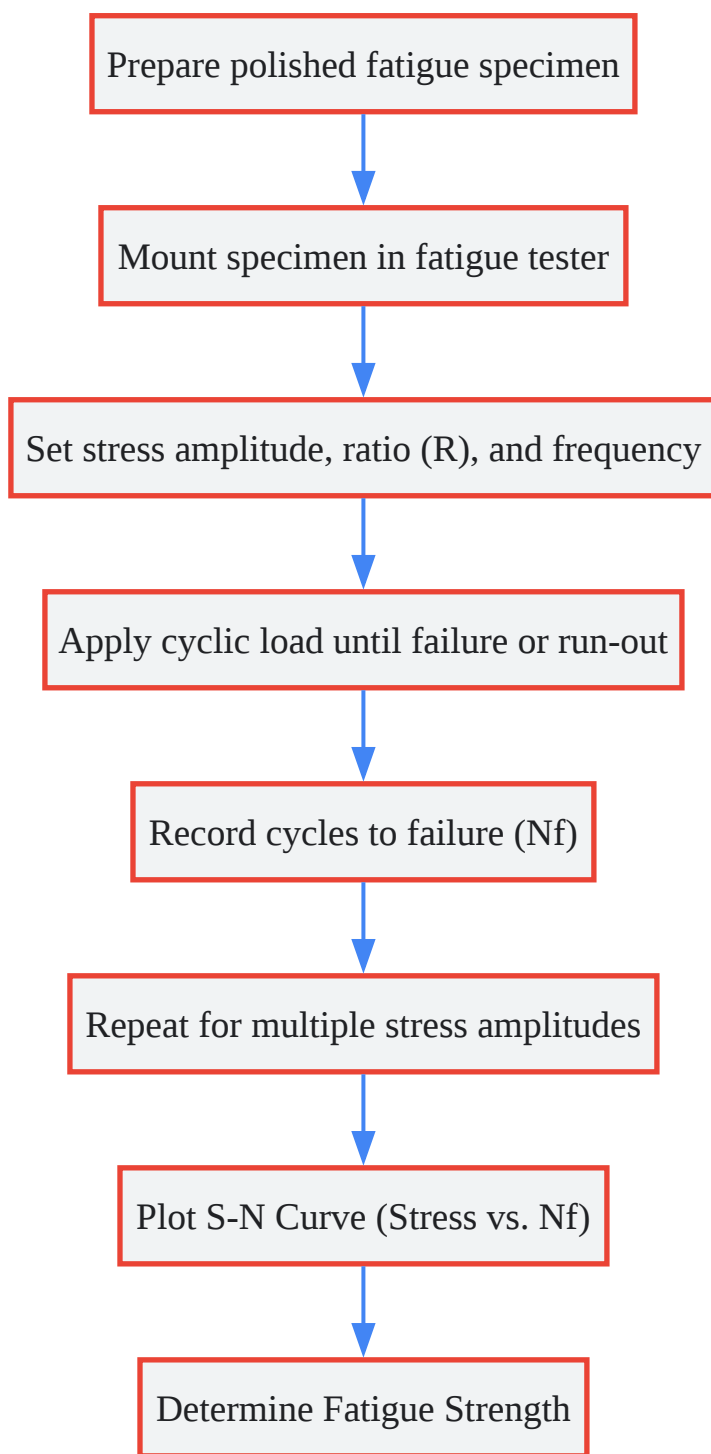 Prepare polished fatigue specimen
Mount specimen in fatigue tester
Set stress amplitude, ratio (R), and frequency
Apply cyclic load until failure or run-out
Record cycles to failure (Nf)
Repeat for multiple stress amplitudes
Plot S-N Curve (Stress vs. Nf)
Determine Fatigue Strength